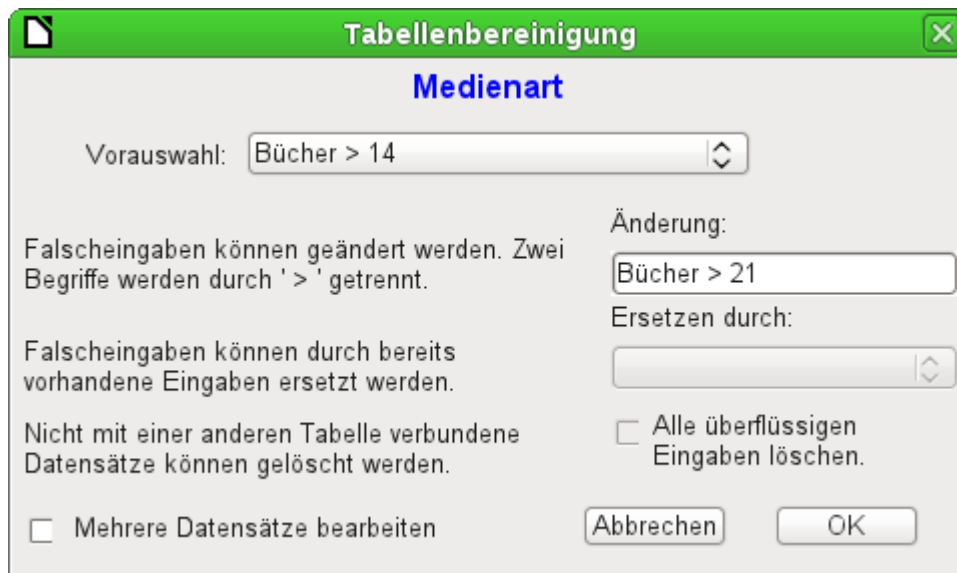 Tabellenbereinigung
Medienart
Vorauswahl: Bücher > 14
Falscheingaben können geändert werden. Zwei
Begriffe werden durch ' > ' getrennt.
Änderung:
Bücher > 21
Falscheingaben können durch bereits
vorhandene Eingaben ersetzt werden.
Ersetzen durch:
Nicht mit einer anderen Tabelle verbundene
Datensätze können gelöscht werden.
Alle überflüssigen
Eingaben löschen.
Mehrere Datensätze bearbeiten
Abbrechen
OK